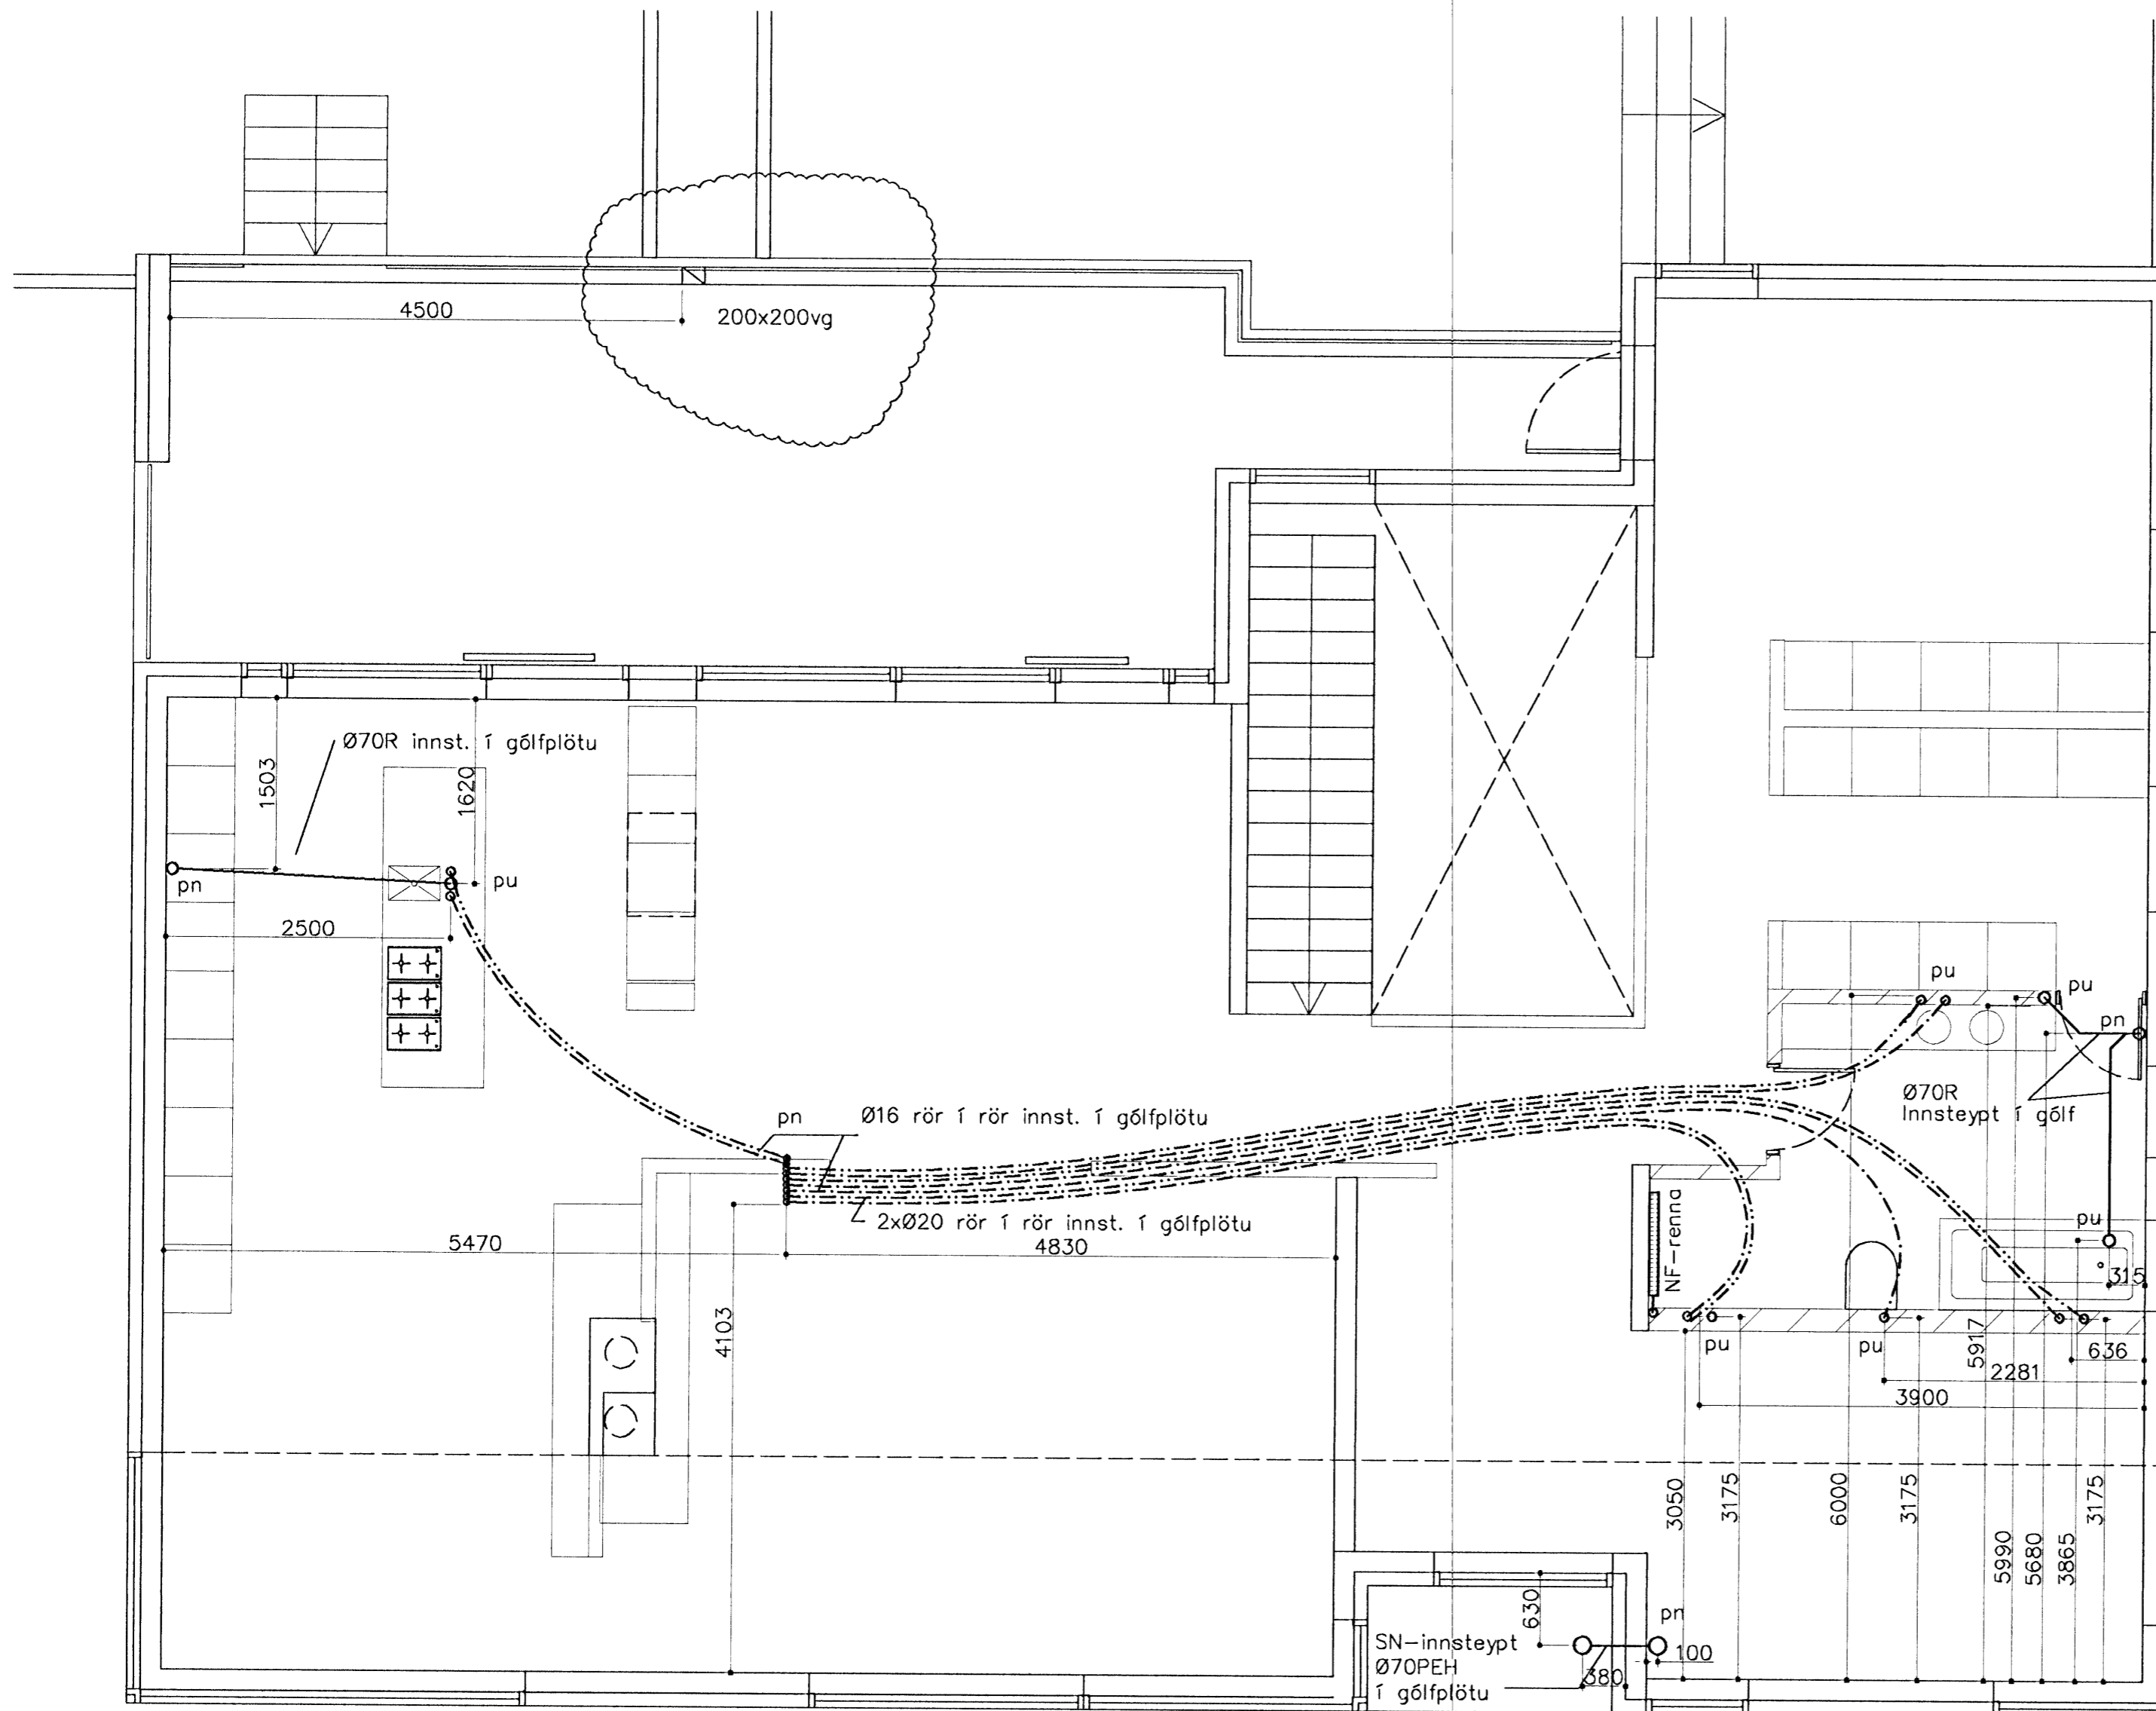 4500
200x200vg
Ø70R innst. í gólfplötu
1503
1620
pn
pu
2500
pu
pu
pn
Ø70R
Innsteypt í gólf
pn
Ø16 rör í rör innst. í gólfplötu
2xØ20 rör í rör innst. í gólfplötu
5470
4830
NF-renna
pu
315
4103
pu
pu
5917
636
2281
3900
3050
3175
6000
3175
5990
5680
3865
3175
630
pn
SN-innsteypt
Ø70PEH
í gólfplötu
380
100